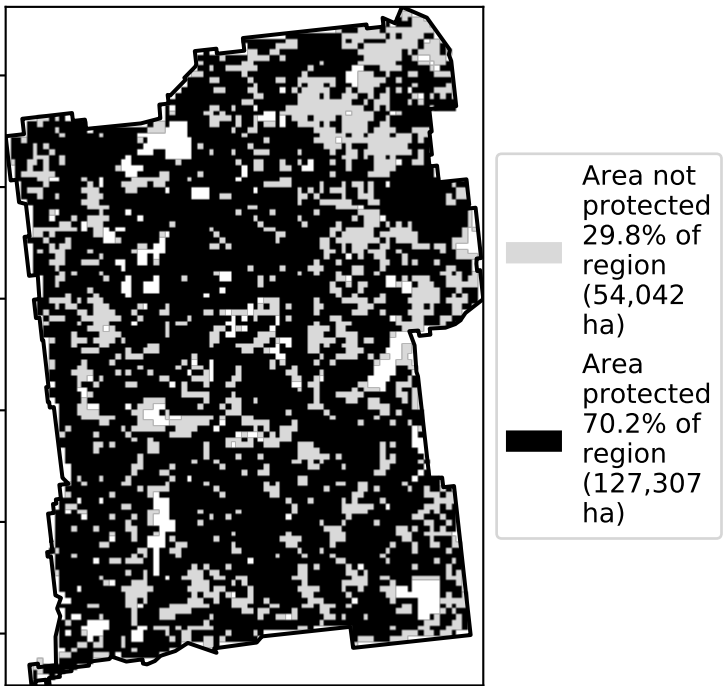 Area not
protected
29.8% of
region
(54,042
ha)
Area
protected
70.2% of
region
(127,307
ha)